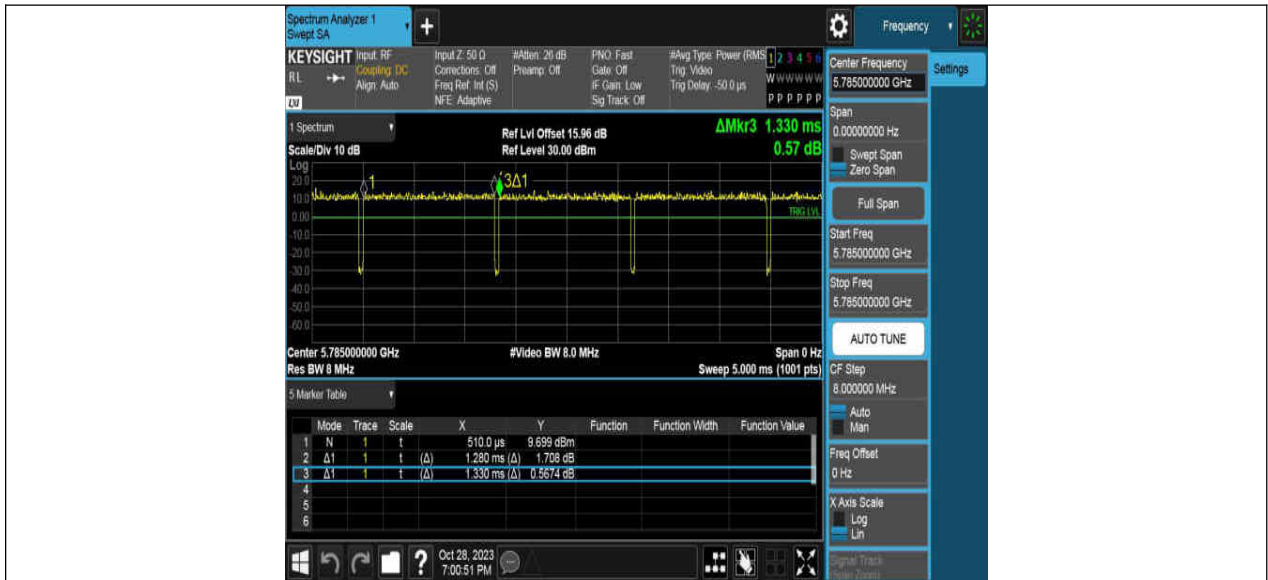 Spectrum Analyzer 1
Swept SA
+
Frequency
KEYSIGHT
RL
Input: RF
Coupling: DC
Align: Auto
Input Z: 50 Ω
Corrections: Off
Freq Ref: Int (S)
NFE: Adaptive
#Atten: 26 dB
Preamp: Off
PNO: Fast
Gate: Off
IF Gain: Low
Sig Track: Off
#Avg Type: Power (RMS
Trig: Video
Trig Delay: -50.0 µs
1 2 3 4 5 6
W W W W W W
P P P P P P
Center Frequency
5.785000000 GHz
Settings
Span
0.00000000 Hz
Swept Span
Zero Span
Full Span
Start Freq
5.785000000 GHz
Stop Freq
5.785000000 GHz
AUTO TUNE
CF Step
8.000000 MHz
Auto
Man
Freq Offset
0 Hz
X Axis Scale
Log
Lin
Signal Track
(Span Zoom)
1 Spectrum
Scale/Div 10 dB
Ref Lvl Offset 15.96 dB
Ref Level 30.00 dBm
ΔMkr3 1.330 ms
0.57 dB
Log
20.0
10.0
0.00
-10.0
-20.0
-30.0
-40.0
-50.0
-60.0
1
3Δ1
TRIG LVL
Center 5.785000000 GHz
#Video BW 8.0 MHz
Span 0 Hz
Res BW 8 MHz
Sweep 5.000 ms (1001 pts)
5 Marker Table
Mode Trace Scale X Y Function Function Width Function Value
1 N 1 t 510.0 µs 9.699 dBm
2 Δ1 1 t (Δ) 1.280 ms (Δ) 1.708 dB
3 Δ1 1 t (Δ) 1.330 ms (Δ) 0.5674 dB
4
5
6
?
Oct 28, 2023
7:00:51 PM